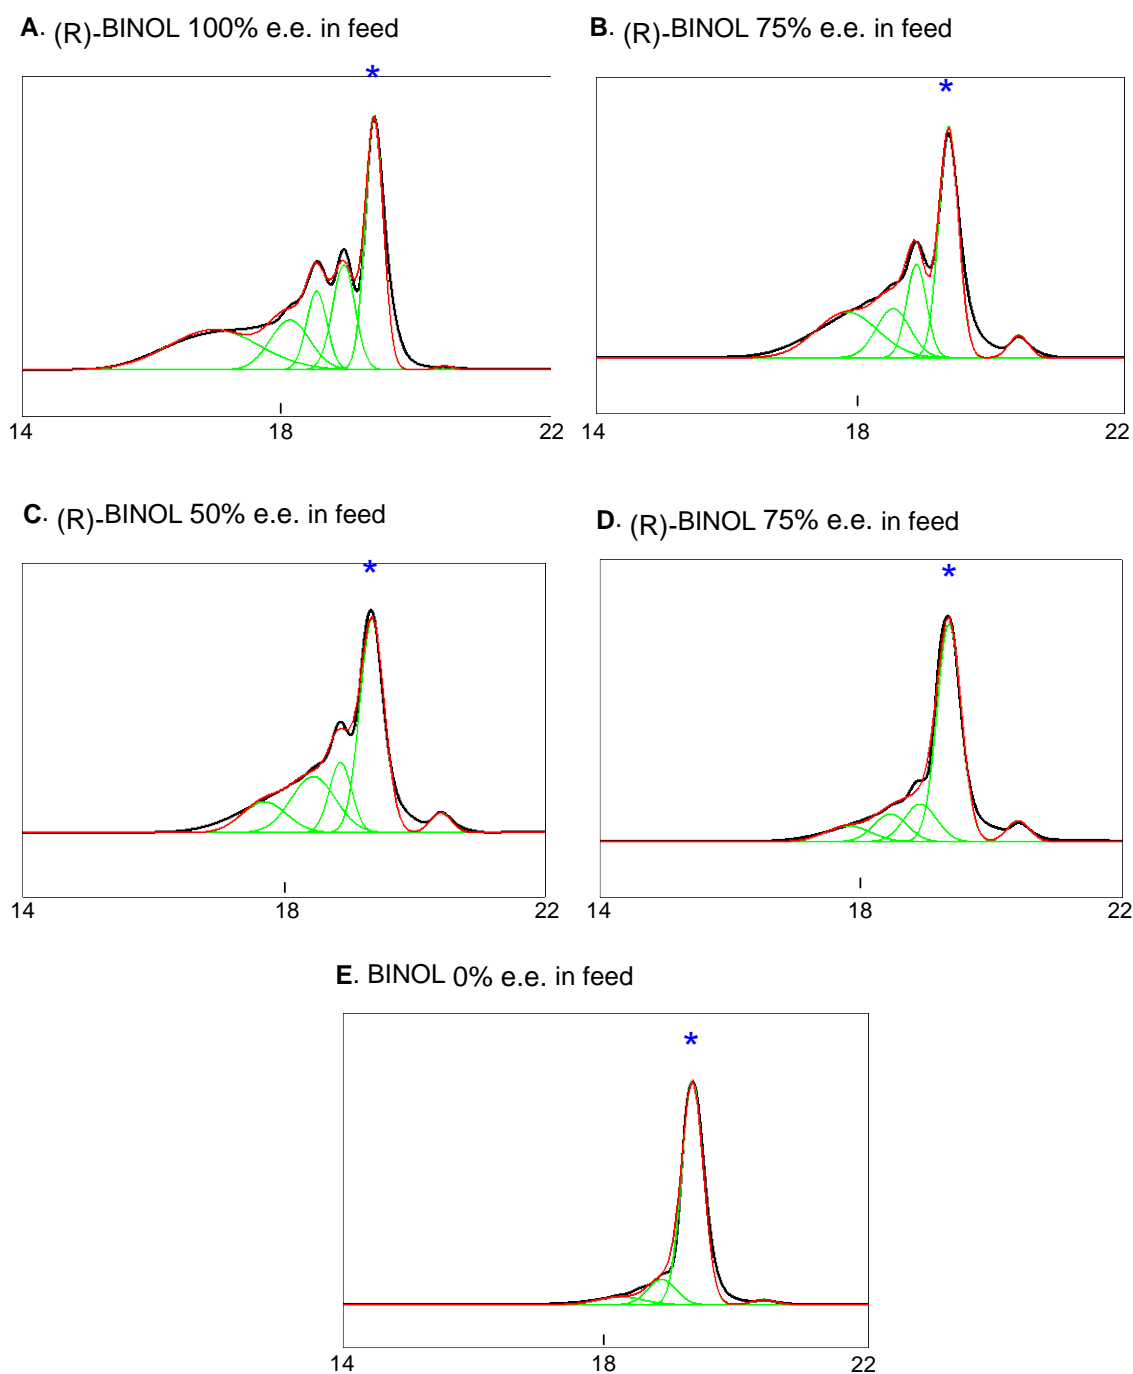 A. (R)-BINOL 100% e.e. in feed
*
14 18 22
B. (R)-BINOL 75% e.e. in feed
*
14 18 22
C. (R)-BINOL 50% e.e. in feed
*
14 18 22
D. (R)-BINOL 75% e.e. in feed
*
14 18 22
E. BINOL 0% e.e. in feed
*
14 18 22